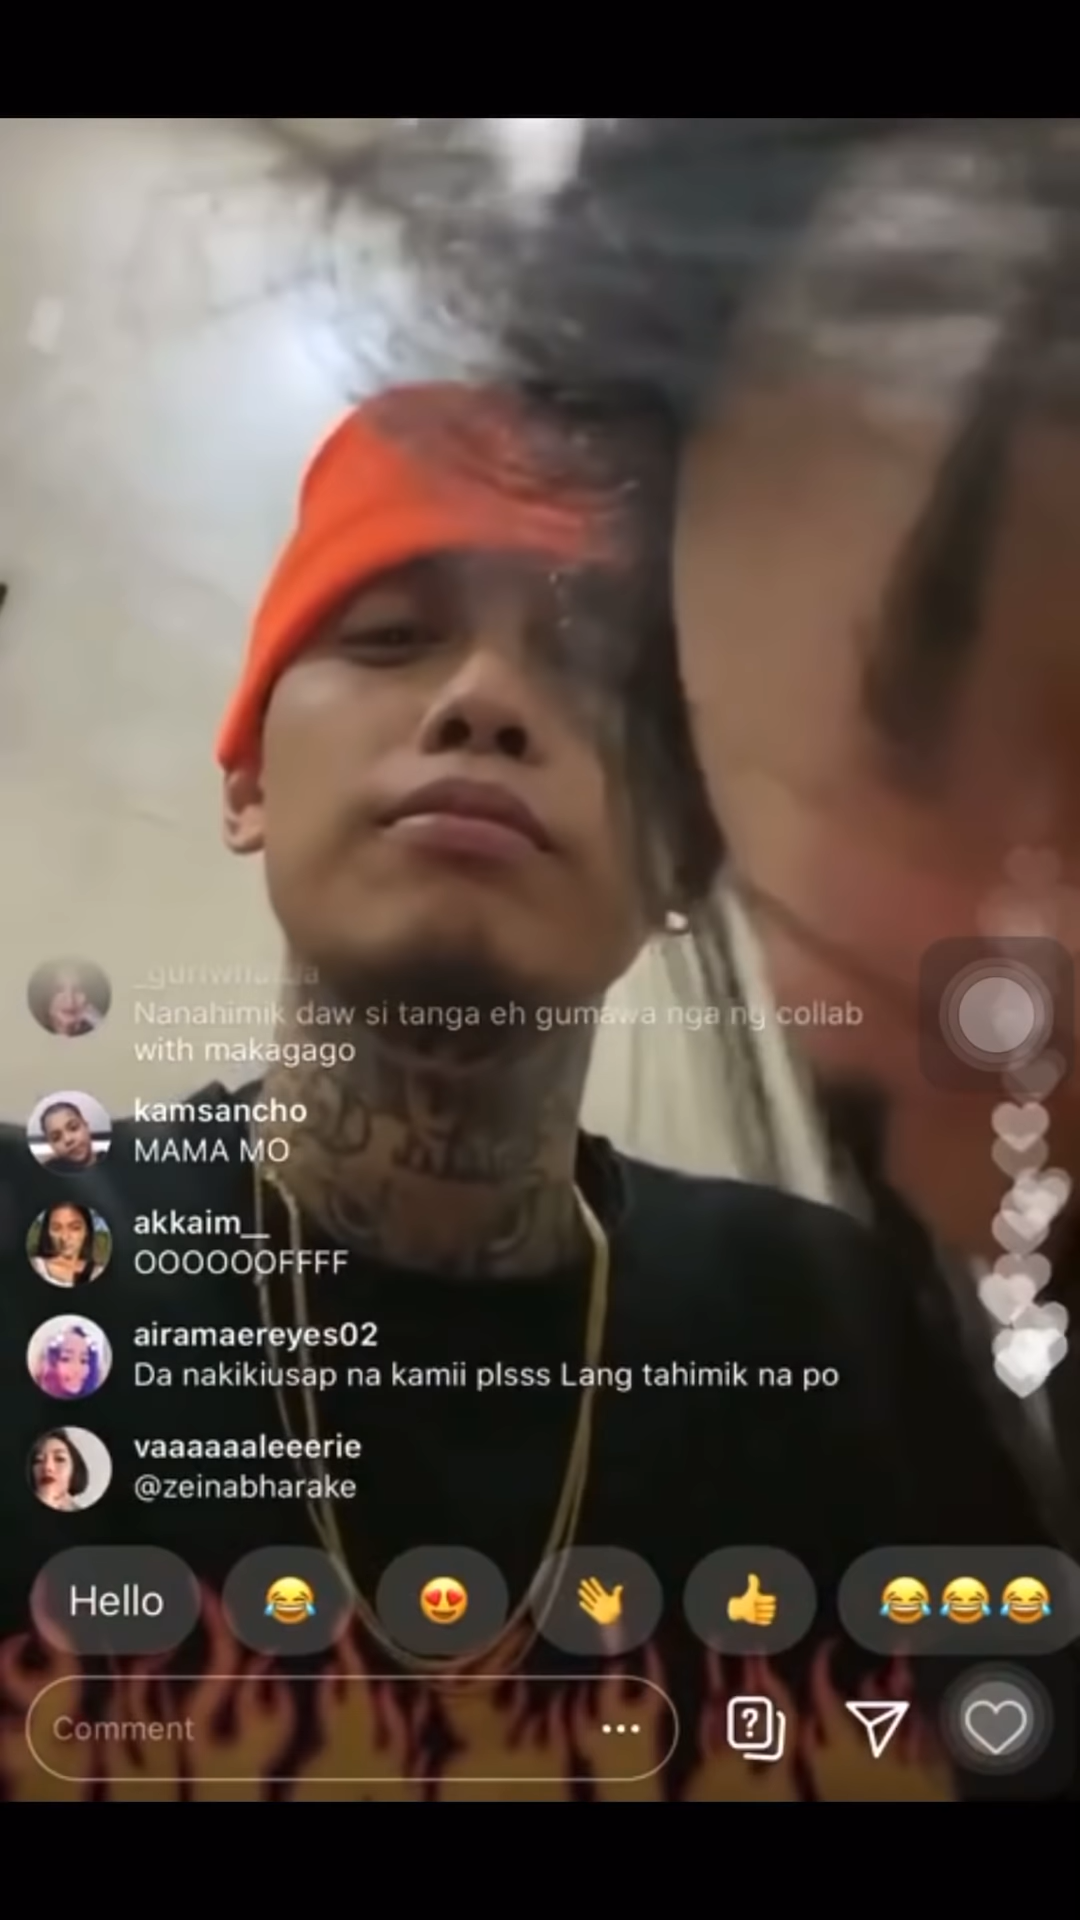 Nanahimik daw si tanga eh gumawa nga ng collab
with makagago
kamsancho
MAMA MO
akkaim__
OOOOOOFFFF
airamaereyes02
Da nakikiusap na kamii plsss Lang tahimik na po
vaaaaaaleeerie
@zeinabharake
Hello
Comment